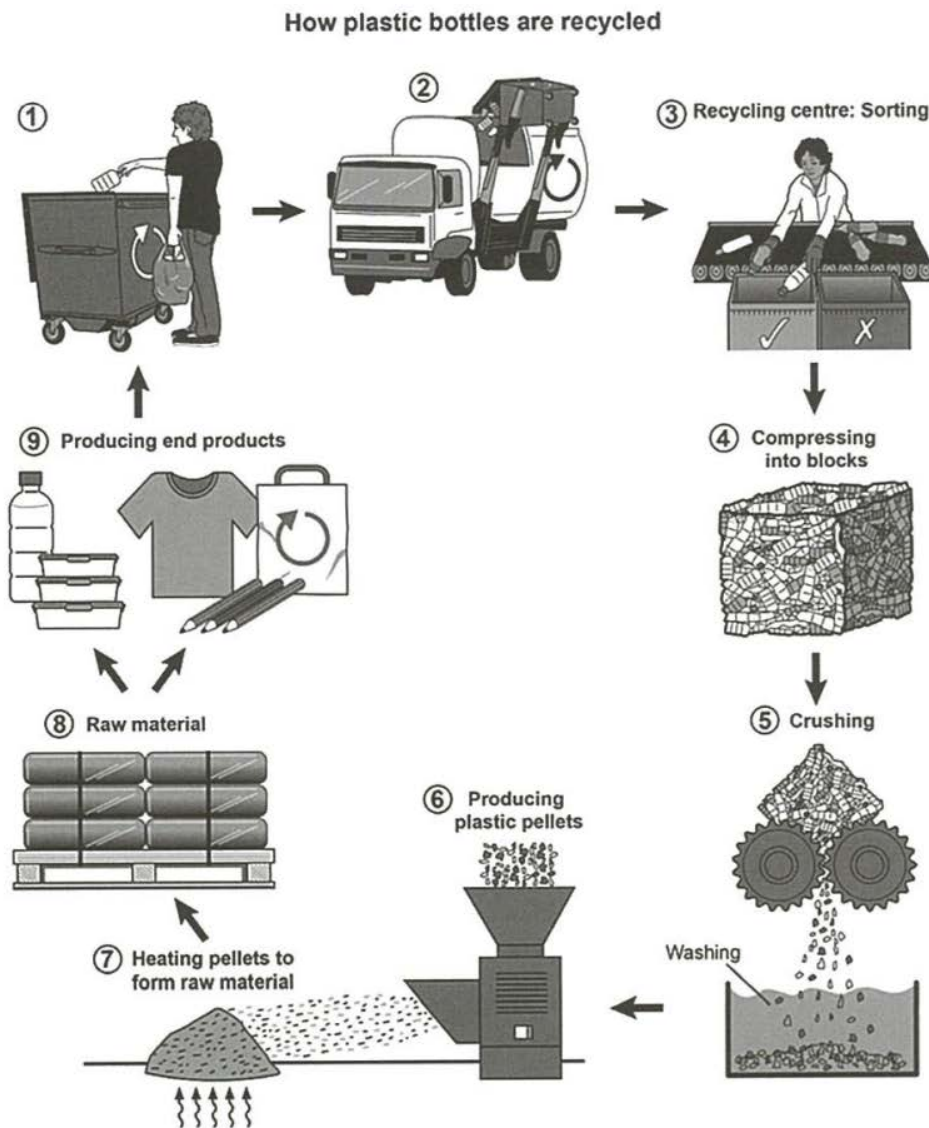 How plastic bottles are recycled
①
②
③ Recycling centre: Sorting
④ Compressing
into blocks
⑤ Crushing
Washing
⑥ Producing
plastic pellets
⑦ Heating pellets to
form raw material
⑧ Raw material
⑨ Producing end products